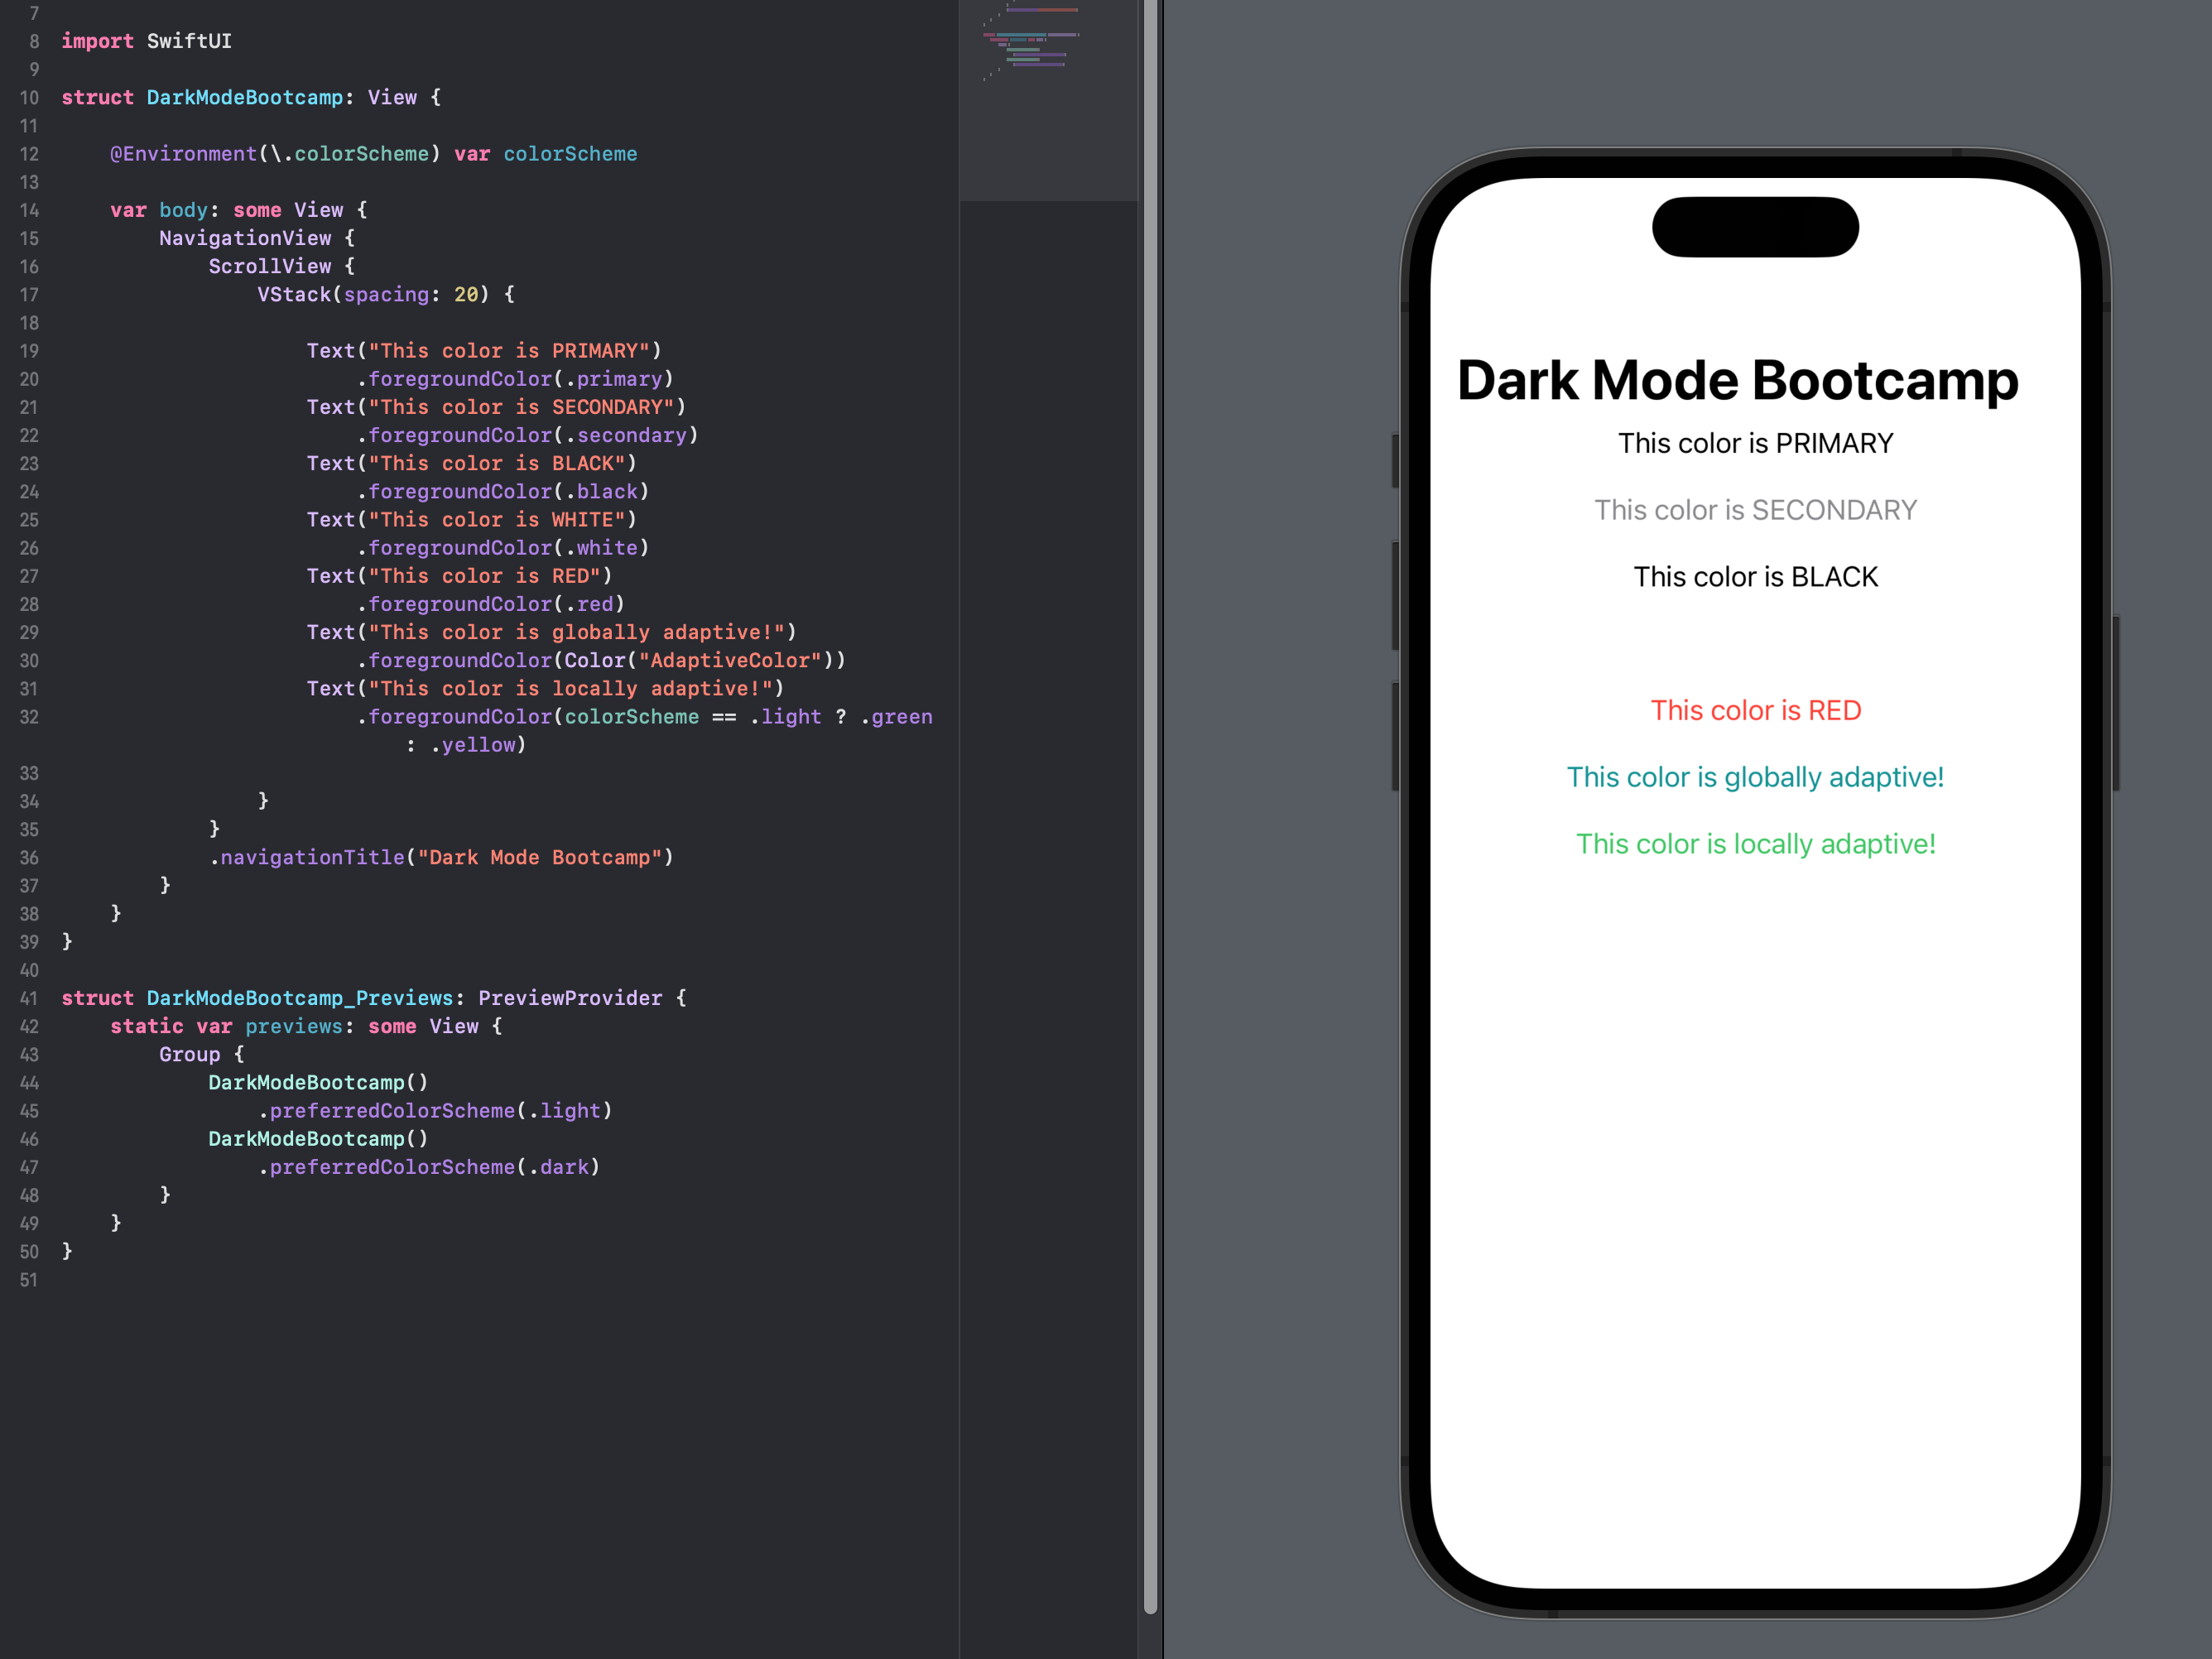 7
8 import SwiftUI
9
10 struct DarkModeBootcamp: View {
11
12     @Environment(\.colorScheme) var colorScheme
13
14     var body: some View {
15         NavigationView {
16             ScrollView {
17                 VStack(spacing: 20) {
18
19                     Text("This color is PRIMARY")
20                         .foregroundColor(.primary)
21                     Text("This color is SECONDARY")
22                         .foregroundColor(.secondary)
23                     Text("This color is BLACK")
24                         .foregroundColor(.black)
25                     Text("This color is WHITE")
26                         .foregroundColor(.white)
27                     Text("This color is RED")
28                         .foregroundColor(.red)
29                     Text("This color is globally adaptive!")
30                         .foregroundColor(Color("AdaptiveColor"))
31                     Text("This color is locally adaptive!")
32                         .foregroundColor(colorScheme == .light ? .green
                            : .yellow)
33
34                 }
35             }
36             .navigationTitle("Dark Mode Bootcamp")
37         }
38     }
39 }
40
41 struct DarkModeBootcamp_Previews: PreviewProvider {
42     static var previews: some View {
43         Group {
44             DarkModeBootcamp()
45                 .preferredColorScheme(.light)
46             DarkModeBootcamp()
47                 .preferredColorScheme(.dark)
48         }
49     }
50 }
51
Dark Mode Bootcamp
This color is PRIMARY
This color is SECONDARY
This color is BLACK
This color is RED
This color is globally adaptive!
This color is locally adaptive!